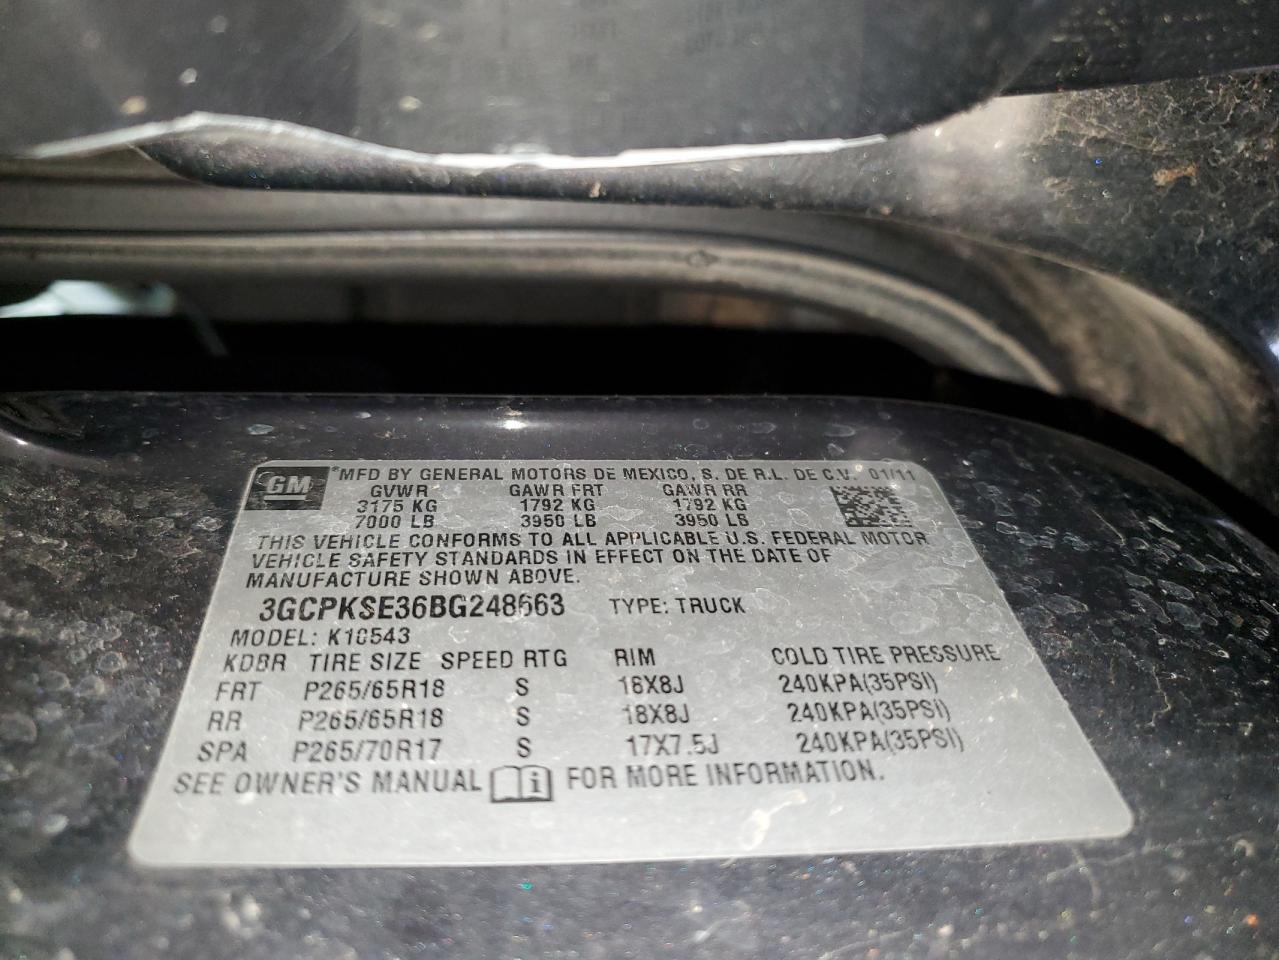 GM
*MFD BY GENERAL MOTORS DE MEXICO, S. DE R.L. DE C.V. 01/11
GVWR GAWR FRT GAWR RR
3175 KG 1792 KG 1792 KG
7000 LB 3950 LB 3950 LB
THIS VEHICLE CONFORMS TO ALL APPLICABLE U.S. FEDERAL MOTOR
VEHICLE SAFETY STANDARDS IN EFFECT ON THE DATE OF
MANUFACTURE SHOWN ABOVE.
3GCPKSE36BG248663 TYPE: TRUCK
MODEL: K10543
KDBR TIRE SIZE SPEED RTG RIM COLD TIRE PRESSURE
FRT P265/65R18 S 18X8J 240KPA(35PSI)
RR P265/65R18 S 18X8J 240KPA(35PSI)
SPA P265/70R17 S 17X7.5J 240KPA(35PSI)
SEE OWNER'S MANUAL i FOR MORE INFORMATION.